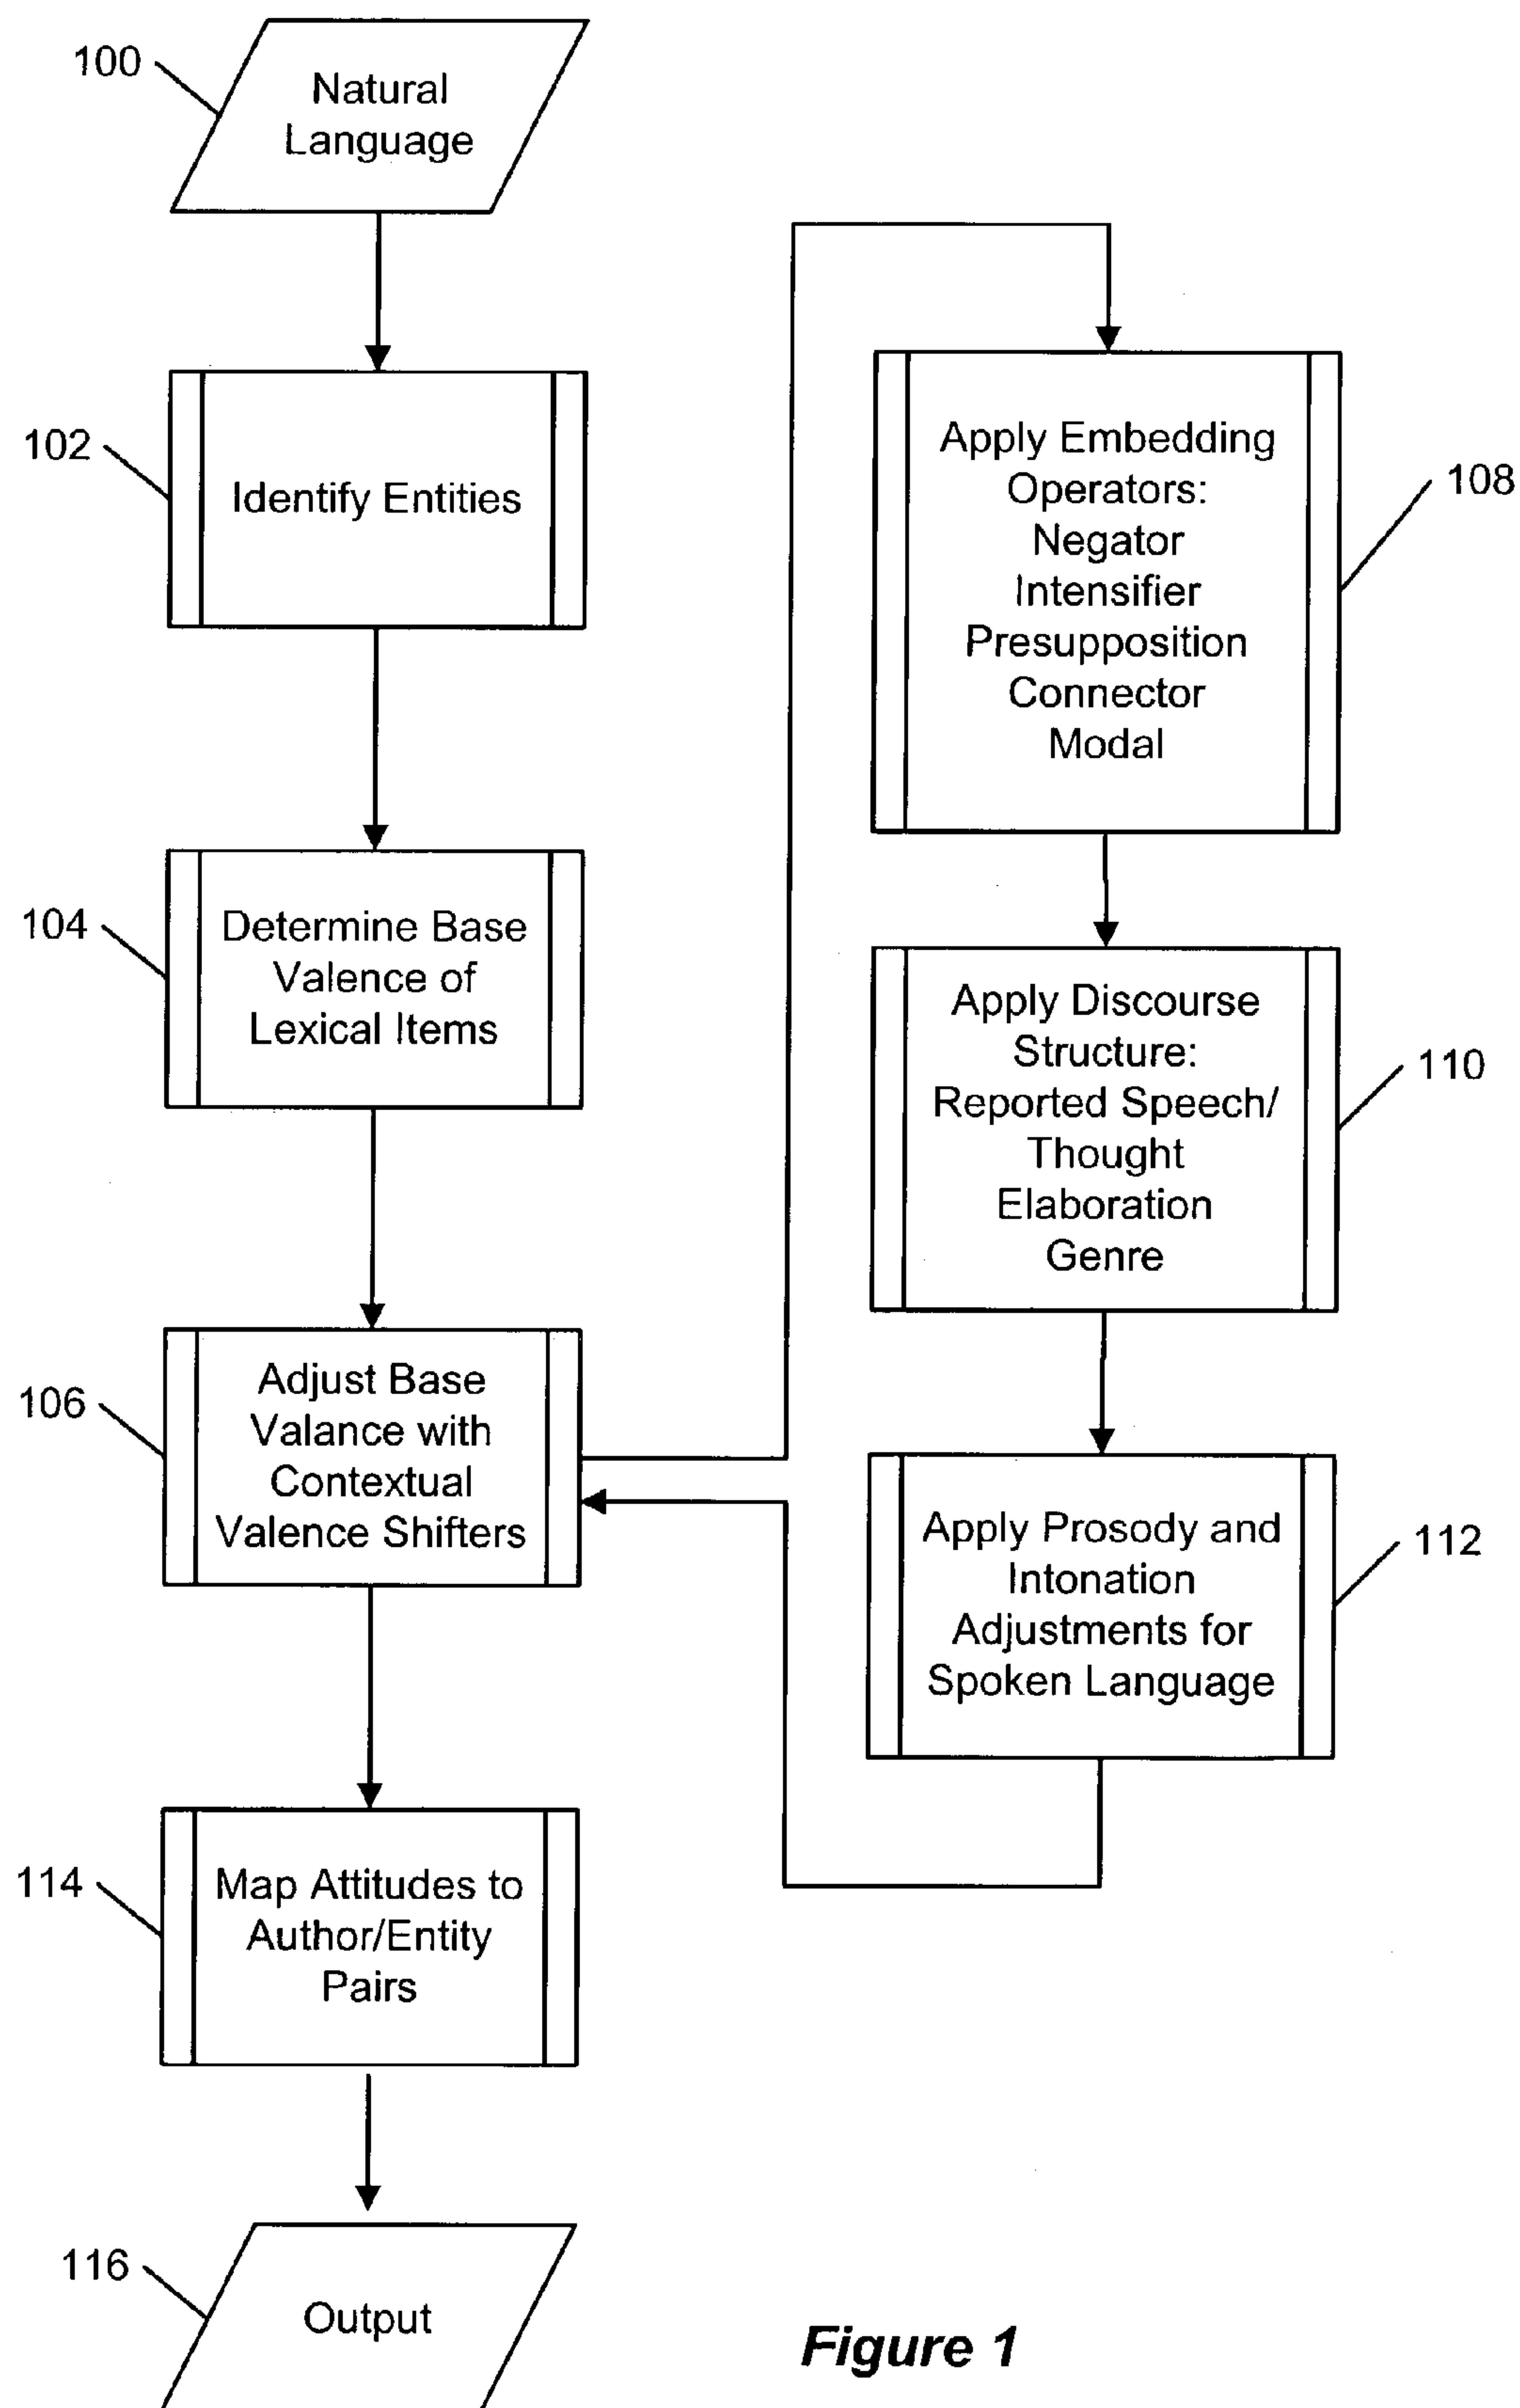 100
Natural
Language
102
Identify Entities
104
Determine Base
Valence of
Lexical Items
106
Adjust Base
Valance with
Contextual
Valence Shifters
108
Apply Embedding
Operators:
Negator
Intensifier
Presupposition
Connector
Modal
110
Apply Discourse
Structure:
Reported Speech/
Thought
Elaboration
Genre
112
Apply Prosody and
Intonation
Adjustments for
Spoken Language
114
Map Attitudes to
Author/Entity
Pairs
116
Output
Figure 1